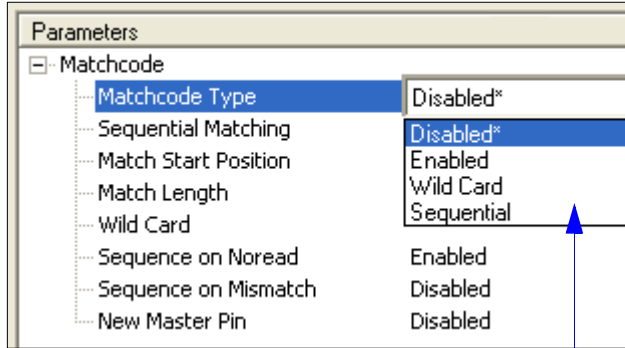 Parameters
Matchcode
Matchcode Type Disabled*
Sequential Matching Disabled*
Match Start Position Enabled
Match Length Wild Card
Wild Card Sequential
Sequence on Noread Enabled
Sequence on Mismatch Disabled
New Master Pin Disabled